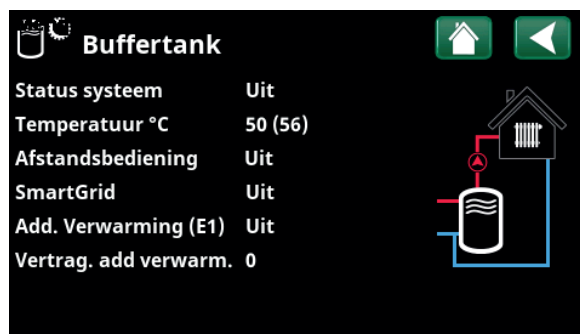 Buffertank
Status systeem Uit
Temperatuur °C 50 (56)
Afstandsbediening Uit
SmartGrid Uit
Add. Verwarming (E1) Uit
Vertrag. add verwarm. 0